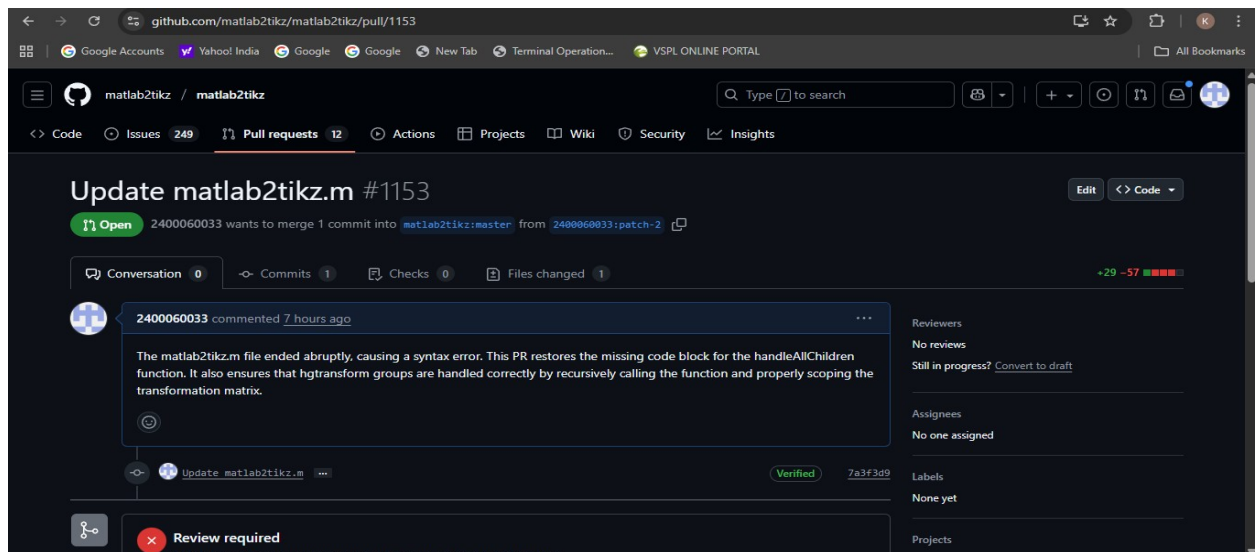 github.com/matlab2tikz/matlab2tikz/pull/1153
K
Google Accounts Yahoo! India Google Google New Tab Terminal Operation... VSPL ONLINE PORTAL All Bookmarks
matlab2tikz / matlab2tikz
Type / to search
Code Issues 249 Pull requests 12 Actions Projects Wiki Security Insights
Update matlab2tikz.m #1153
Edit <> Code
Open 2400060033 wants to merge 1 commit into matlab2tikz:master from 2400060033:patch-2
Conversation 0 Commits 1 Checks 0 Files changed 1 +29 −57
2400060033 commented 7 hours ago
The matlab2tikz.m file ended abruptly, causing a syntax error. This PR restores the missing code block for the handleAllChildren
function. It also ensures that hgtransform groups are handled correctly by recursively calling the function and properly scoping the
transformation matrix.
Update matlab2tikz.m Verified 7a3f3d9
Review required
Reviewers
No reviews
Still in progress? Convert to draft
Assignees
No one assigned
Labels
None yet
Projects